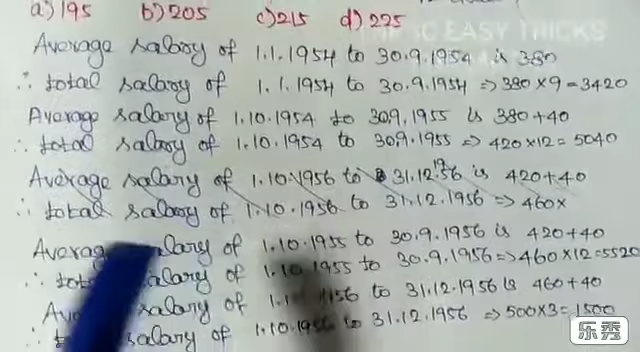 a) 195 b) 205 c) 215 d) 225
EASY TRICKS
Average salary of 1.1.1954 to 30.9.1954 is 380
∴ total salary of 1.1.1954 to 30.9.1954 ⇒ 380 × 9 = 3420
Average salary of 1.10.1954 to 30.9.1955 is 380+40
∴ total salary of 1.10.1954 to 30.9.1955 ⇒ 420×12 = 5040
Average salary of 1.10.1956 to 31.12.1956 is 420+40
∴ total salary of 1.10.1956 to 31.12.1956 ⇒ 460×
Average salary of 1.10.1955 to 30.9.1956 is 420+40
∴ salary of 1.10.1955 to 30.9.1956 ⇒ 460×12=5520
salary of to 31.12.1956 is 460+40
∴ salary of 1.10.1956 to 31.12.1956 ⇒ 500×3=1500
乐秀